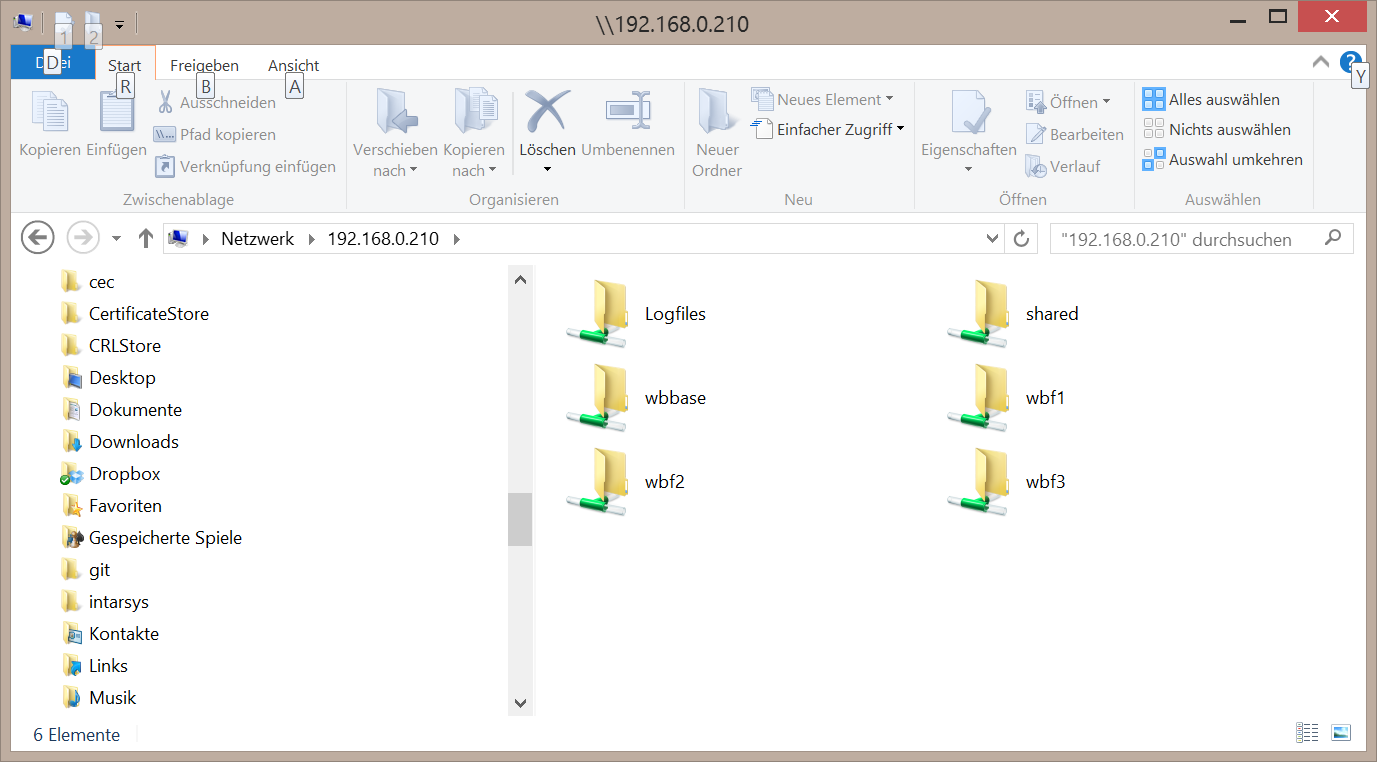 \\192.168.0.210
1 2
Datei Start Freigeben Ansicht
D R B A Y
Kopieren Einfügen
Ausschneiden
Pfad kopieren
Verknüpfung einfügen
Zwischenablage
Verschieben nach
Kopieren nach
Löschen Umbenennen
Organisieren
Neuer Ordner
Neues Element
Einfacher Zugriff
Neu
Eigenschaften
Öffnen
Bearbeiten
Verlauf
Öffnen
Alles auswählen
Nichts auswählen
Auswahl umkehren
Auswählen
Netzwerk 192.168.0.210
"192.168.0.210" durchsuchen
cec
CertificateStore
CRLStore
Desktop
Dokumente
Downloads
Dropbox
Favoriten
Gespeicherte Spiele
git
intarsys
Kontakte
Links
Musik
Logfiles shared
wbbase wbf1
wbf2 wbf3
6 Elemente